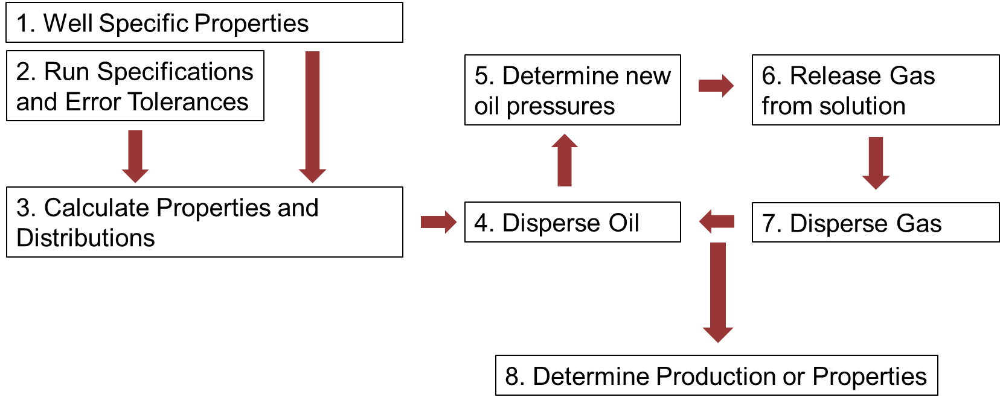 1. Well Specific Properties
2. Run Specifications
and Error Tolerances
3. Calculate Properties and
Distributions
4. Disperse Oil
5. Determine new
oil pressures
6. Release Gas
from solution
7. Disperse Gas
8. Determine Production or Properties